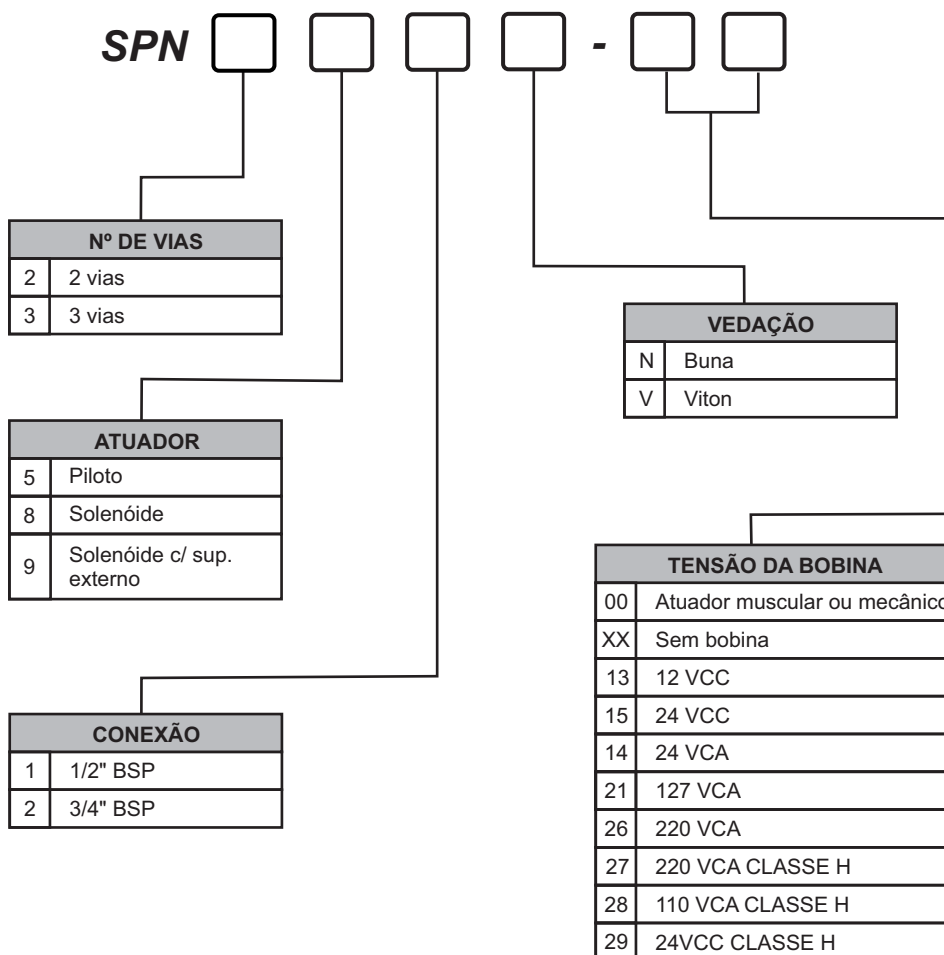 SPN -
Nº DE VIAS
2 2 vias
3 3 vias
VEDAÇÃO
N Buna
V Viton
ATUADOR
5 Piloto
8 Solenóide
9 Solenóide c/ sup.
externo
CONEXÃO
1 1/2" BSP
2 3/4" BSP
TENSÃO DA BOBINA
00 Atuador muscular ou mecânico
XX Sem bobina
13 12 VCC
15 24 VCC
14 24 VCA
21 127 VCA
26 220 VCA
27 220 VCA CLASSE H
28 110 VCA CLASSE H
29 24VCC CLASSE H